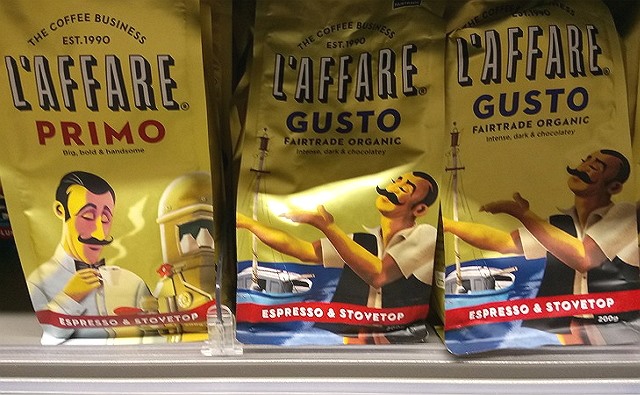 THE COFFEE BUSINESS
EST.1990
L'AFFARE®
PRIMO
Big, bold & handsome
ESPRESSO & STOVETOP
THE COFFEE BUSINESS
EST.1990
L'AFFARE®
GUSTO
FAIRTRADE ORGANIC
Intense, dark & chocolatey
ESPRESSO & STOVETOP
200g
THE COFFEE BUSINESS
EST.1990
L'AFFARE®
GUSTO
FAIRTRADE ORGANIC
Intense, dark & chocolatey
ESPRESSO & STOVETOP
200g